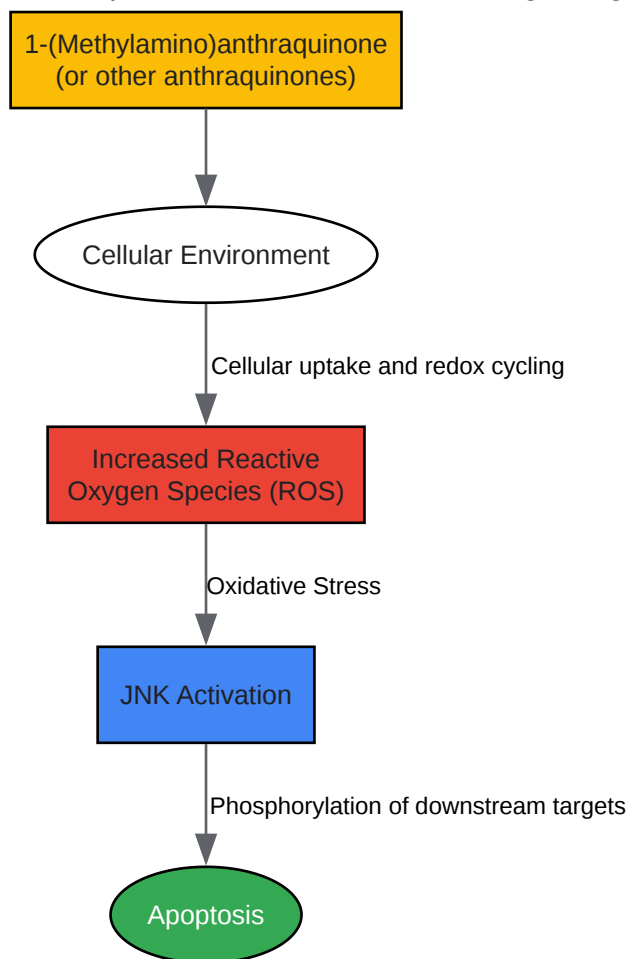 1-(Methylamino)anthraquinone
(or other anthraquinones)
Cellular Environment
Cellular uptake and redox cycling
Increased Reactive
Oxygen Species (ROS)
Oxidative Stress
JNK Activation
Phosphorylation of downstream targets
Apoptosis